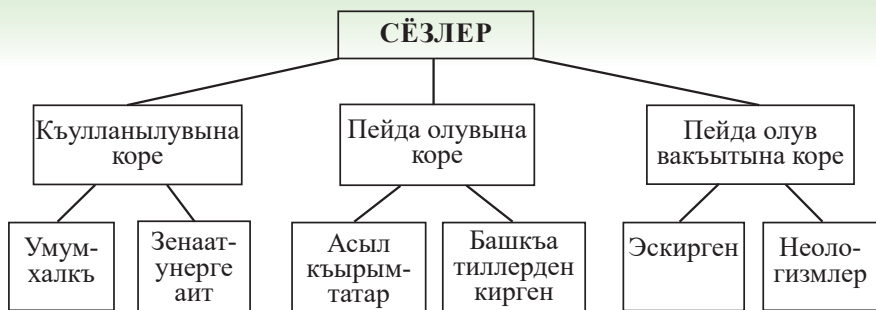 СЁЗЛЕР
Къулланылувына
коре
Пейда олувына
коре
Пейда олув
вакъытына коре
Умум-
халкъ
Зенаат-
унерге
аит
Асыл
къырым-
татар
Башкъа
тиллерден
кирген
Эскирген
Неоло-
гизмлер